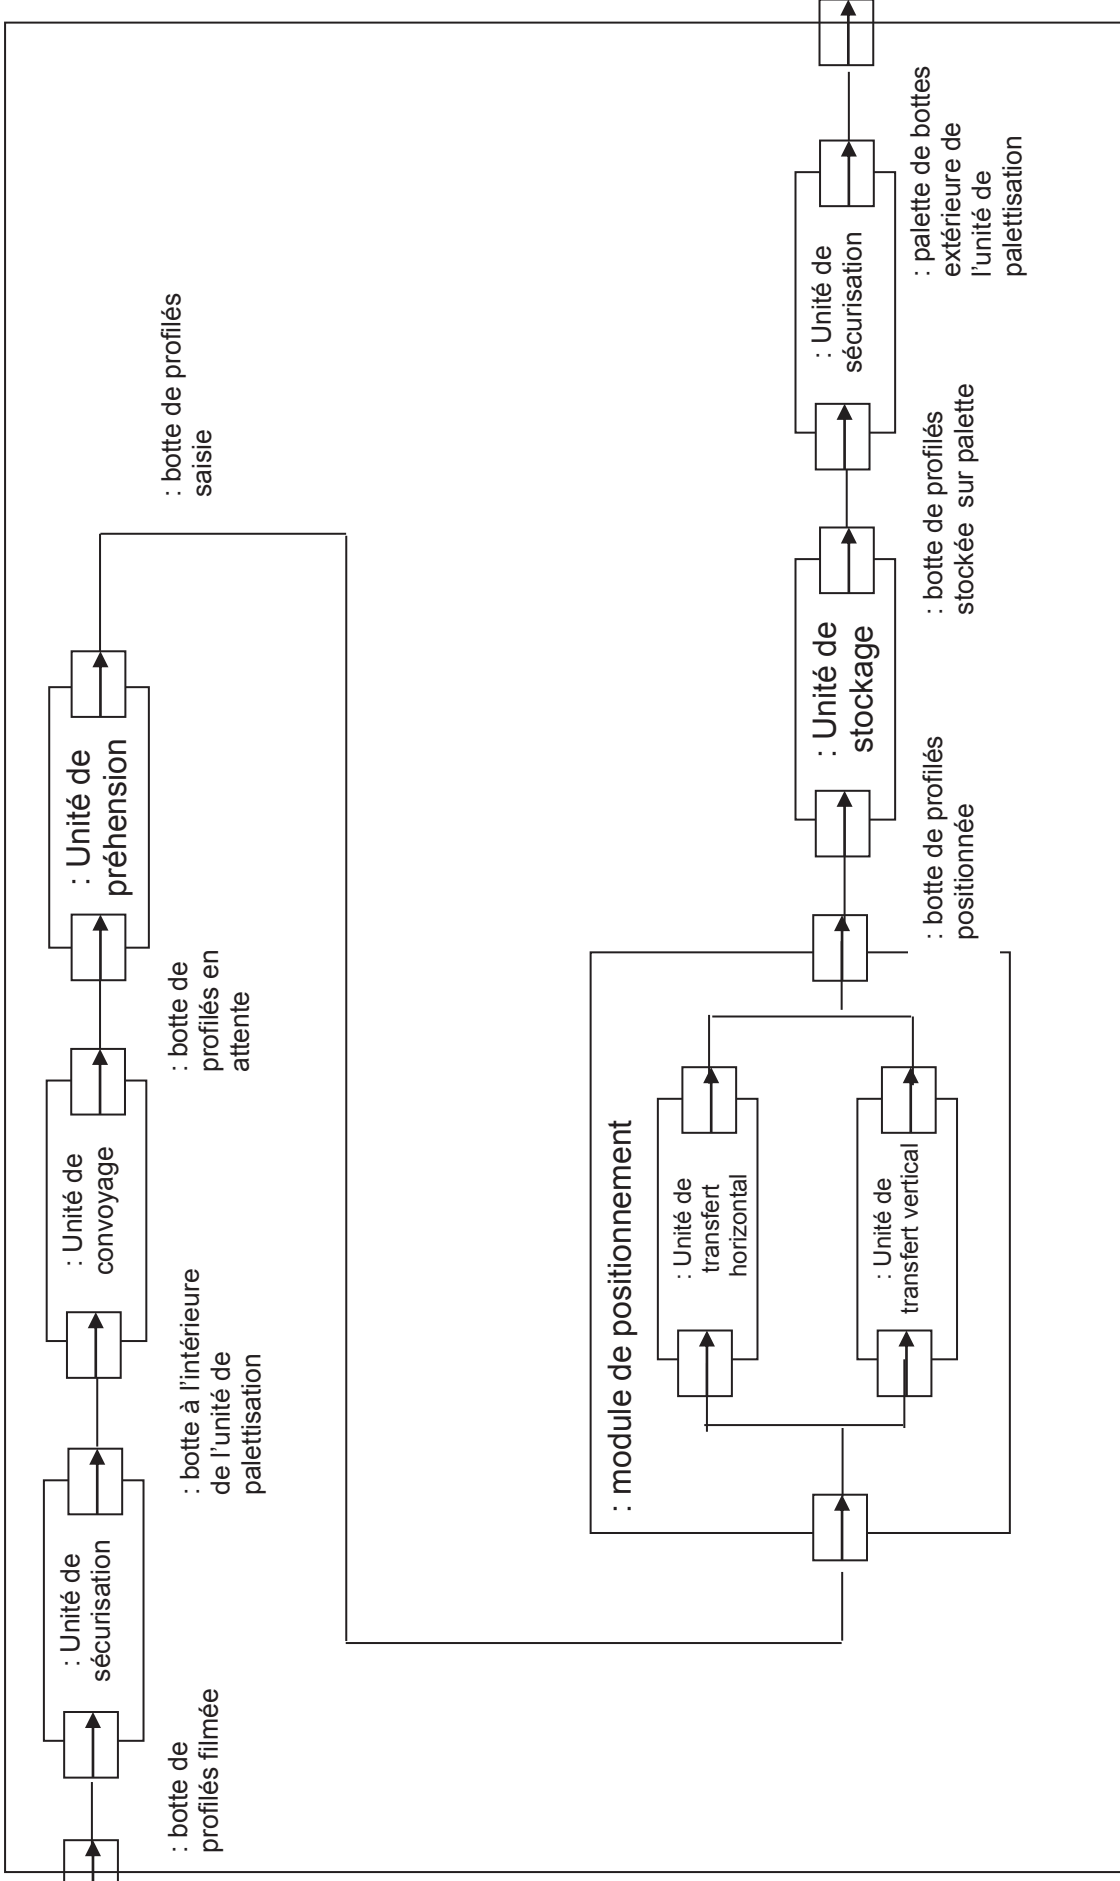 : botte de
profilés filmée
: Unité de
sécurisation
: botte à l'intérieure
de l'unité de
palettisation
: Unité de
convoyage
: botte de
profilés en
attente
: Unité de
préhension
: botte de profilés
saisie
: module de positionnement
: Unité de
transfert
horizontal
: Unité de
transfert vertical
: botte de profilés
positionnée
: Unité de
stockage
: botte de profilés
stockée sur palette
: Unité de
sécurisation
: palette de bottes
extérieure de
l'unité de
palettisation